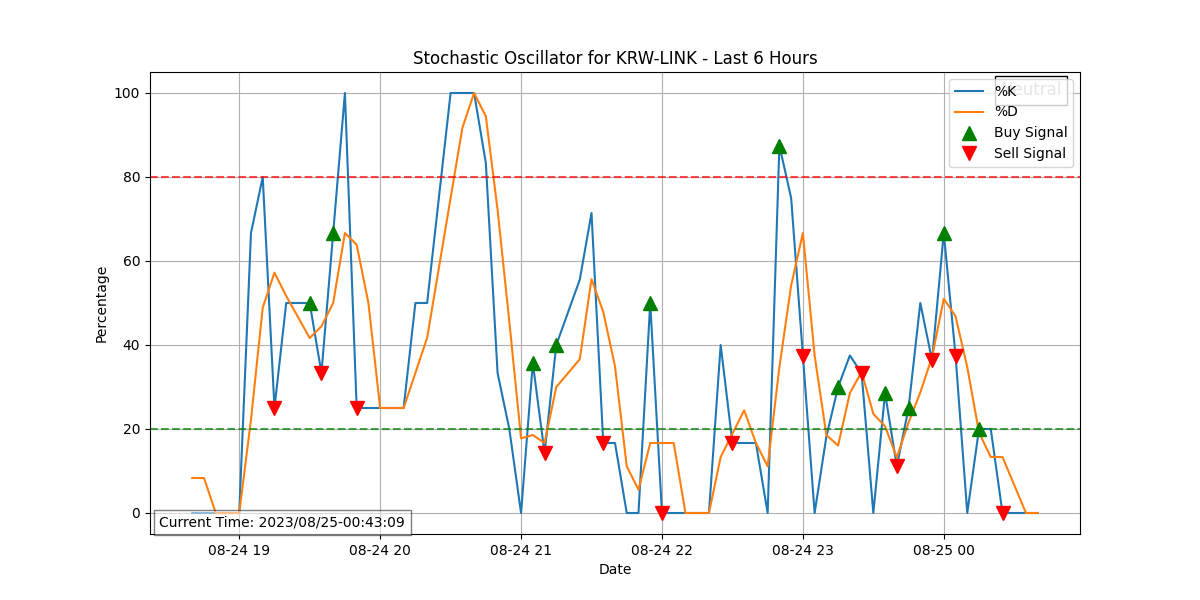 Stochastic Oscillator for KRW-LINK - Last 6 Hours
Neutral
%K
%D
Buy Signal
Sell Signal
100
80
60
40
20
0
Percentage
Current Time: 2023/08/25-00:43:09
08-24 19
08-24 20
08-24 21
08-24 22
08-24 23
08-25 00
Date